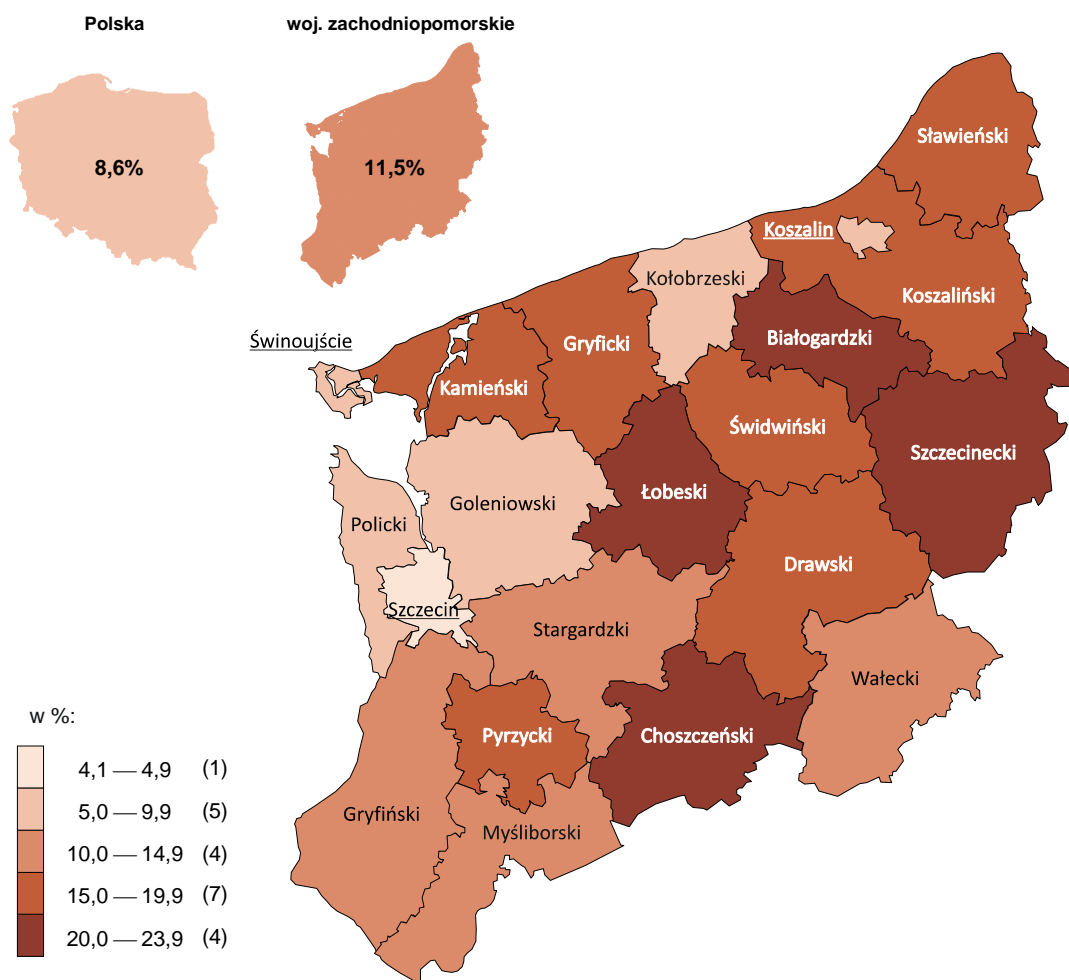 Polska
woj. zachodniopomorskie
8,6%
11,5%
Sławieński
Koszalin
Kołobrzeski
Koszaliński
Świnoujście
Gryficki
Białogardzki
Kamieński
Świdwiński
Szczecinecki
Łobeski
Goleniowski
Policki
Drawski
Szczecin
Stargardzki
Wałecki
w %:
Pyrzycki
Choszczeński
4,1 — 4,9 (1)
5,0 — 9,9 (5)
Gryfiński
Myśliborski
10,0 — 14,9 (4)
15,0 — 19,9 (7)
20,0 — 23,9 (4)